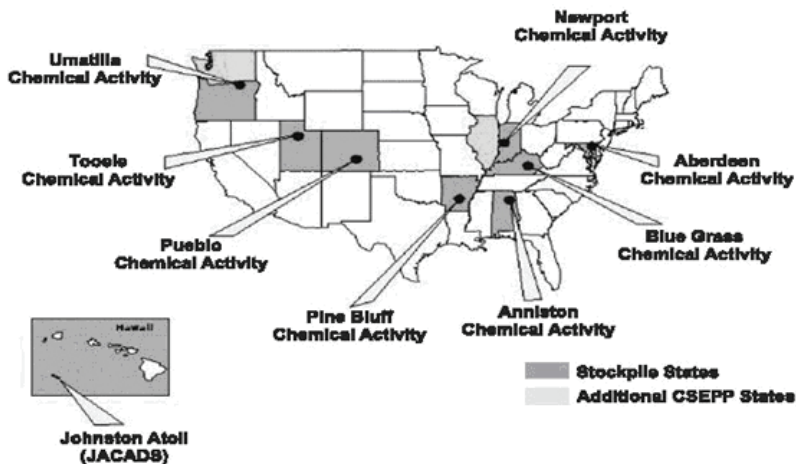 Newport
Chemical Activity
Umatilla
Chemical Activity
Tooele
Chemical Activity
Aberdeen
Chemical Activity
Pueblo
Chemical Activity
Blue Grass
Chemical Activity
Pine Bluff
Chemical Activity
Anniston
Chemical Activity
Hawaii
Stockpile States
Additional CSEPP States
Johnston Atoll
(JACADS)